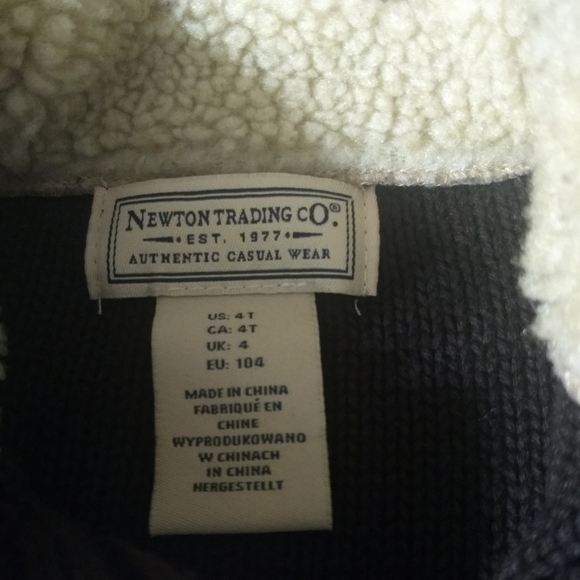 NEWTON TRADING CO.®
EST. 1977
AUTHENTIC CASUAL WEAR
US: 4T
CA: 4T
UK: 4
EU: 104
MADE IN CHINA
FABRIQUÉ EN
CHINE
WYPRODUKOWANO
W CHINACH
IN CHINA
HERGESTELLT